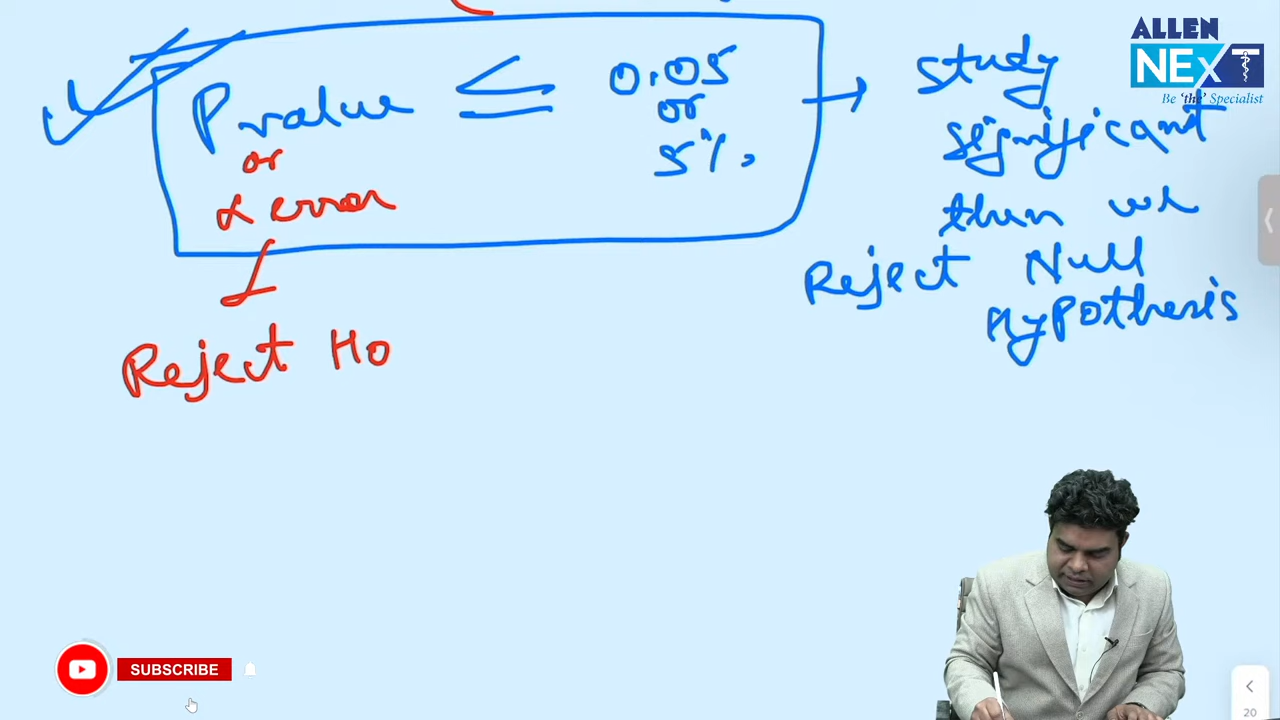 ALLEN
NEXT
Be 'the' Specialist
P value ≤ 0.05
or
5%.
or
α error
Reject Ho
→ study
significant
then we
Reject Null
Hypothesis
SUBSCRIBE
20